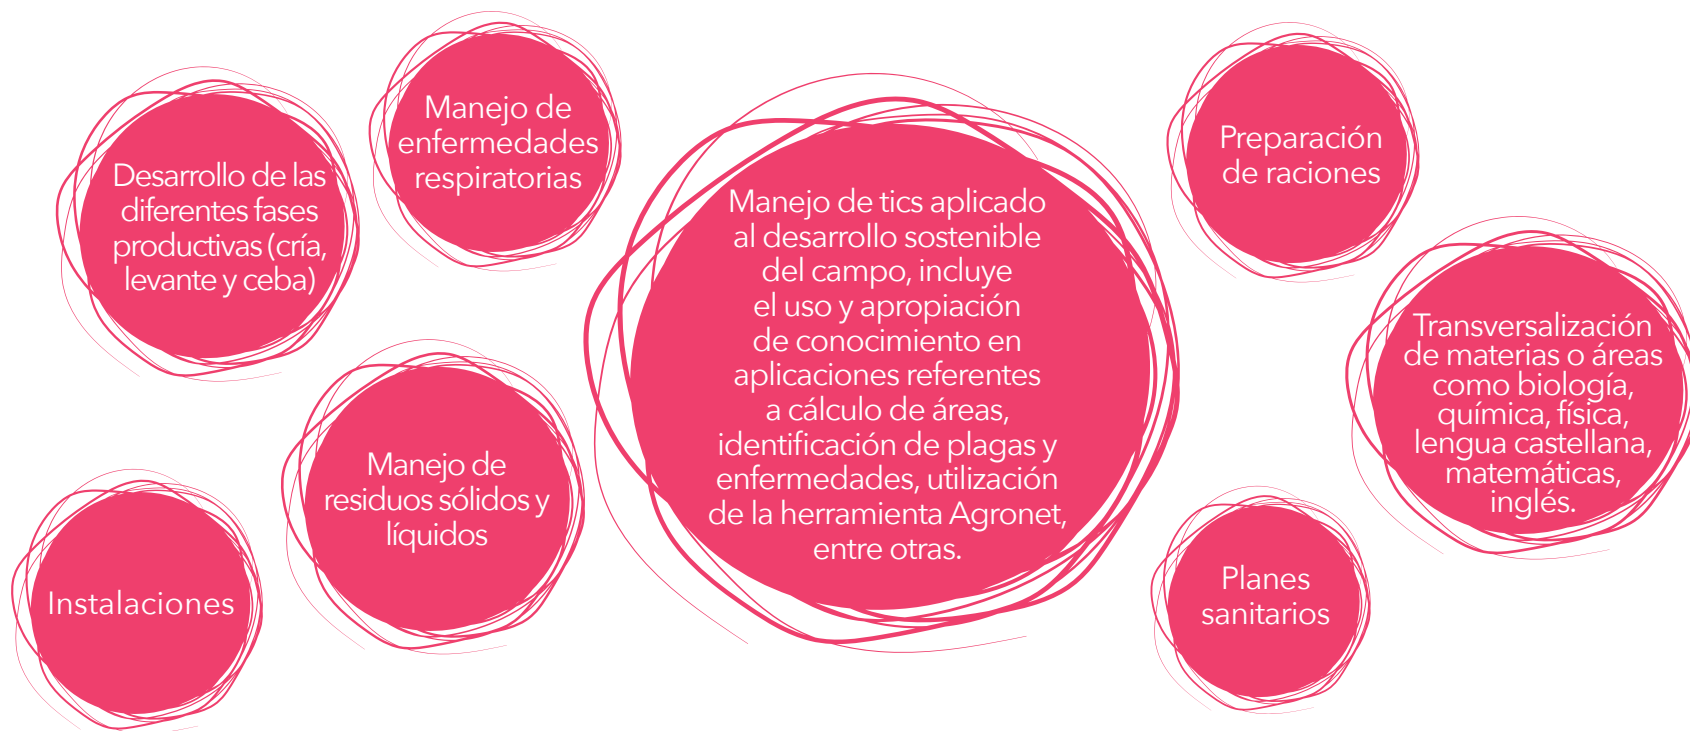 Desarrollo de las
diferentes fases
productivas (cría,
levante y ceba)
Manejo de
enfermedades
respiratorias
Instalaciones
Manejo de
residuos sólidos y
líquidos
Manejo de tics aplicado
al desarrollo sostenible
del campo, incluye
el uso y apropiación
de conocimiento en
aplicaciones referentes
a cálculo de áreas,
identificación de plagas y
enfermedades, utilización
de la herramienta Agronet,
entre otras.
Preparación
de raciones
Transversalización
de materias o áreas
como biología,
química, física,
lengua castellana,
matemáticas,
inglés.
Planes
sanitarios